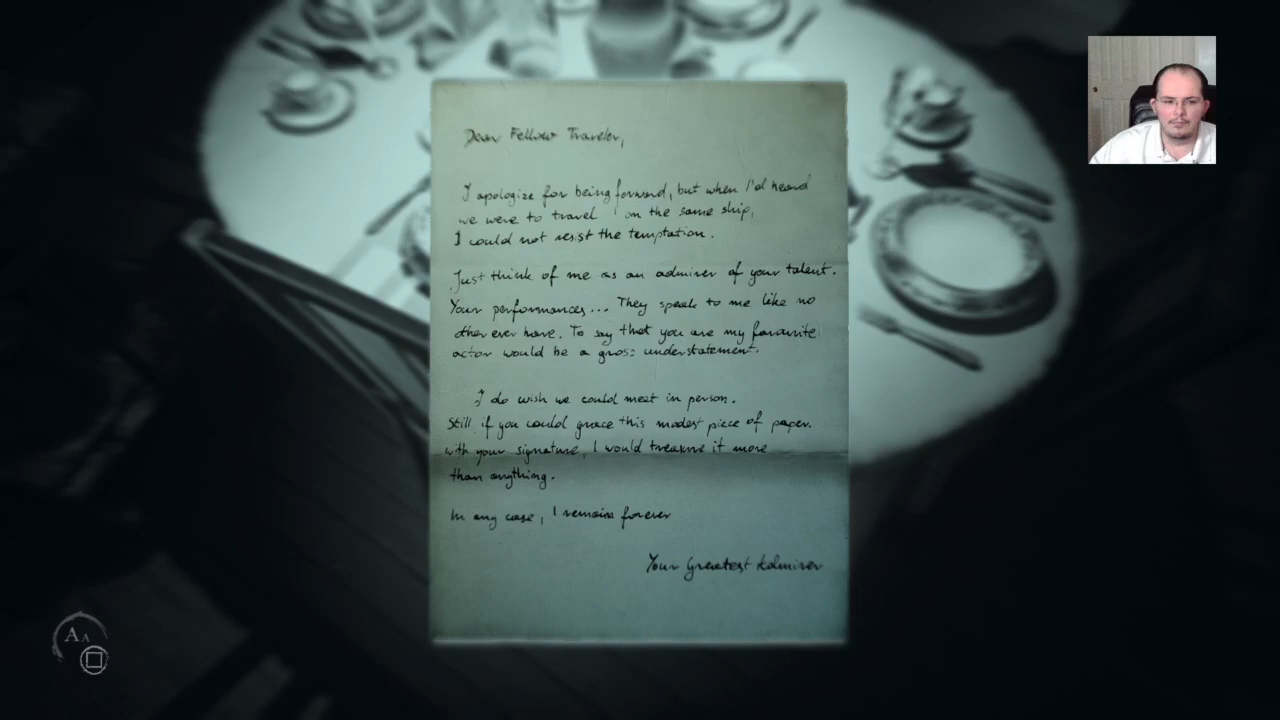 Dear Fellow Traveler,
I apologize for being forward, but when I'd heard
we were to travel on the same ship,
I could not resist the temptation.
Just think of me as an admirer of your talent.
Your performances... They speak to me like no
other ever have. To say that you are my favourite
actor would be a gross understatement.
I do wish we could meet in person.
Still, if you could grace this modest piece of paper.
with your signature, I would treasure it more
than anything.
In any case, I remain forever
Your Greatest Admirer
A A